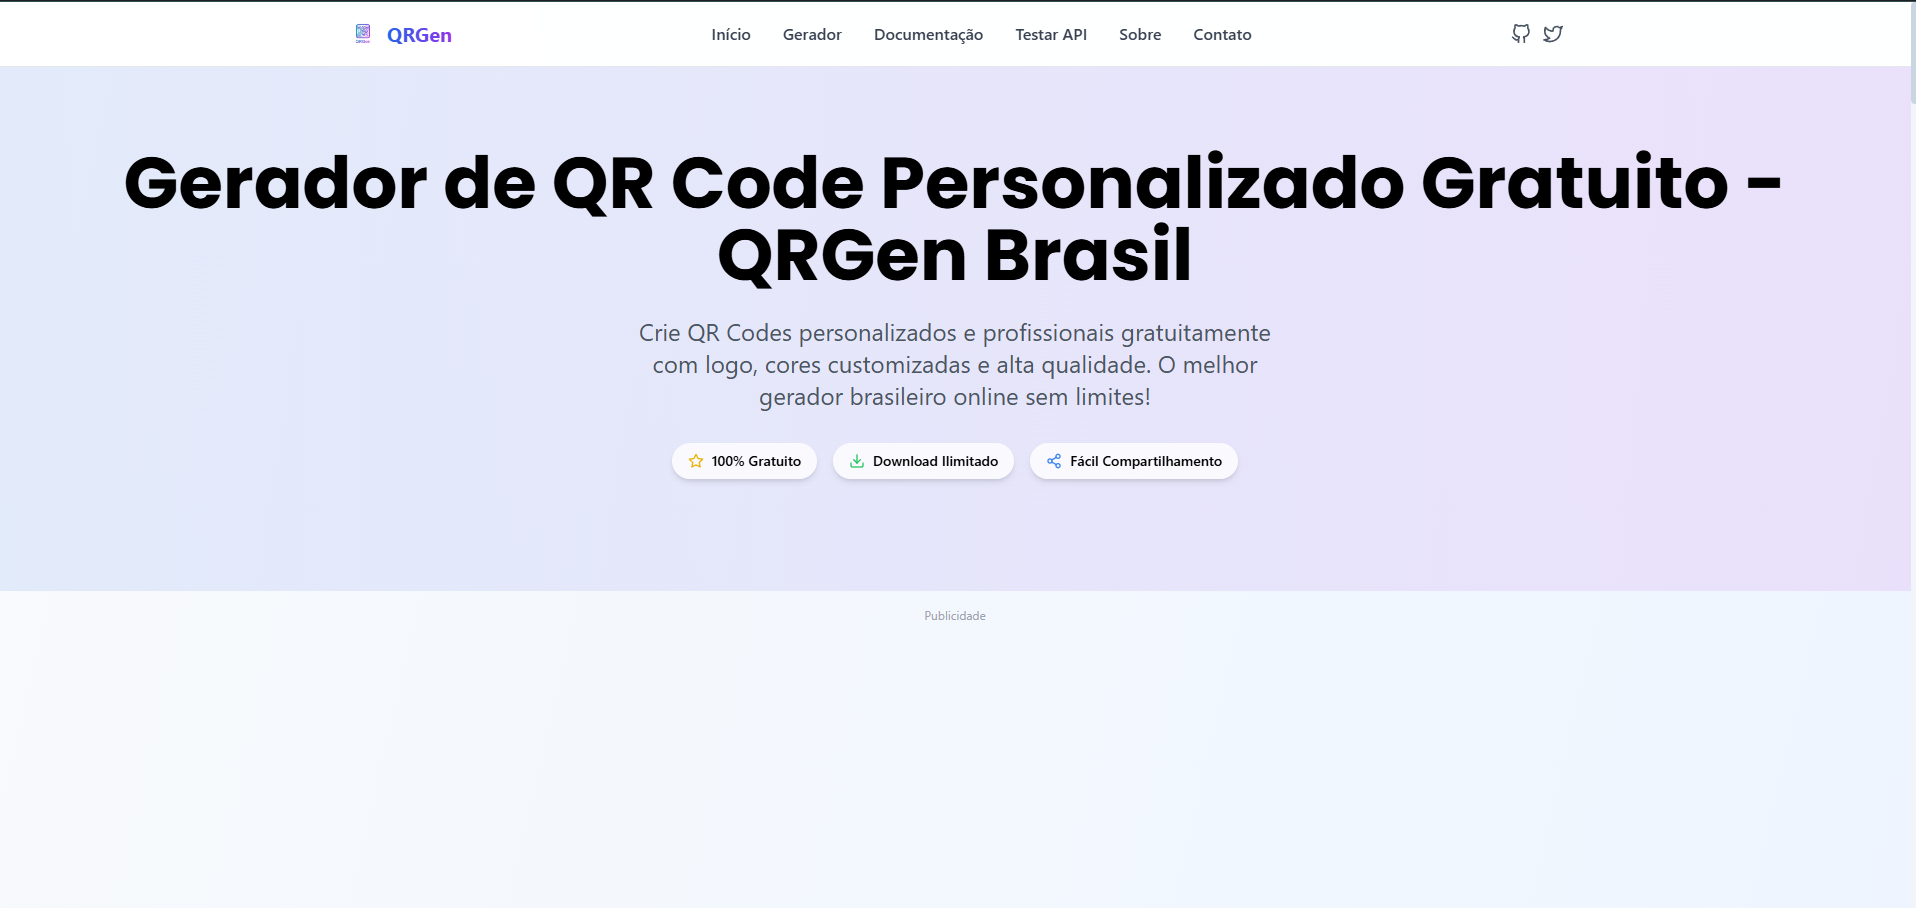 QRGen
Início
Gerador
Documentação
Testar API
Sobre
Contato
Gerador de QR Code Personalizado Gratuito -
QRGen Brasil
Crie QR Codes personalizados e profissionais gratuitamente
com logo, cores customizadas e alta qualidade. O melhor
gerador brasileiro online sem limites!
100% Gratuito
Download Ilimitado
Fácil Compartilhamento
Publicidade